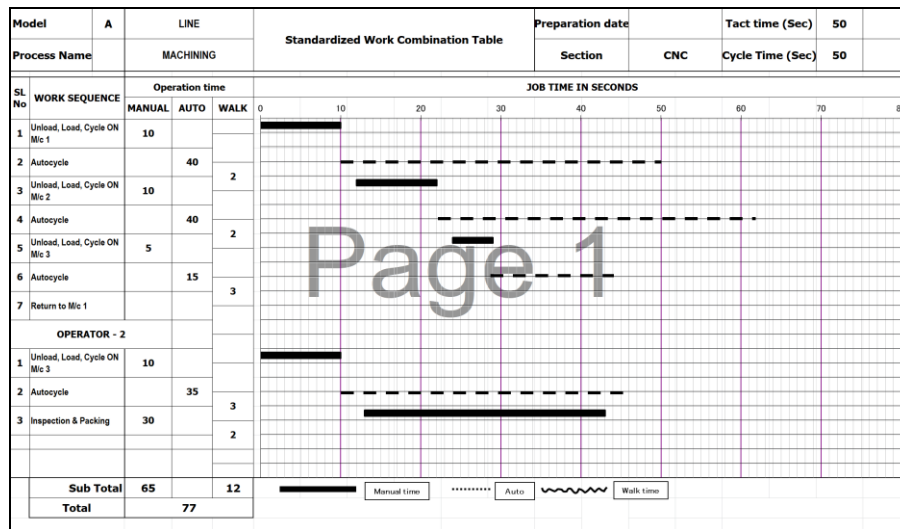 Model A LINE Standardized Work Combination Table Preparation date Tact time (Sec) 50
Process Name MACHINING Section CNC Cycle Time (Sec) 50
SL No WORK SEQUENCE Operation time JOB TIME IN SECONDS
MANUAL AUTO WALK 0 10 20 30 40 50 60 70 80
1 Unload, Load, Cycle ON M/c 1 10
2 Autocycle 40
2
3 Unload, Load, Cycle ON M/c 2 10
4 Autocycle 40
2
5 Unload, Load, Cycle ON M/c 3 5
6 Autocycle 15
3
7 Return to M/c 1
Page 1
OPERATOR - 2
1 Unload, Load, Cycle ON M/c 3 10
2 Autocycle 35
3
3 Inspection & Packing 30
2
Sub Total 65 12 Manual time Auto Walk time
Total 77